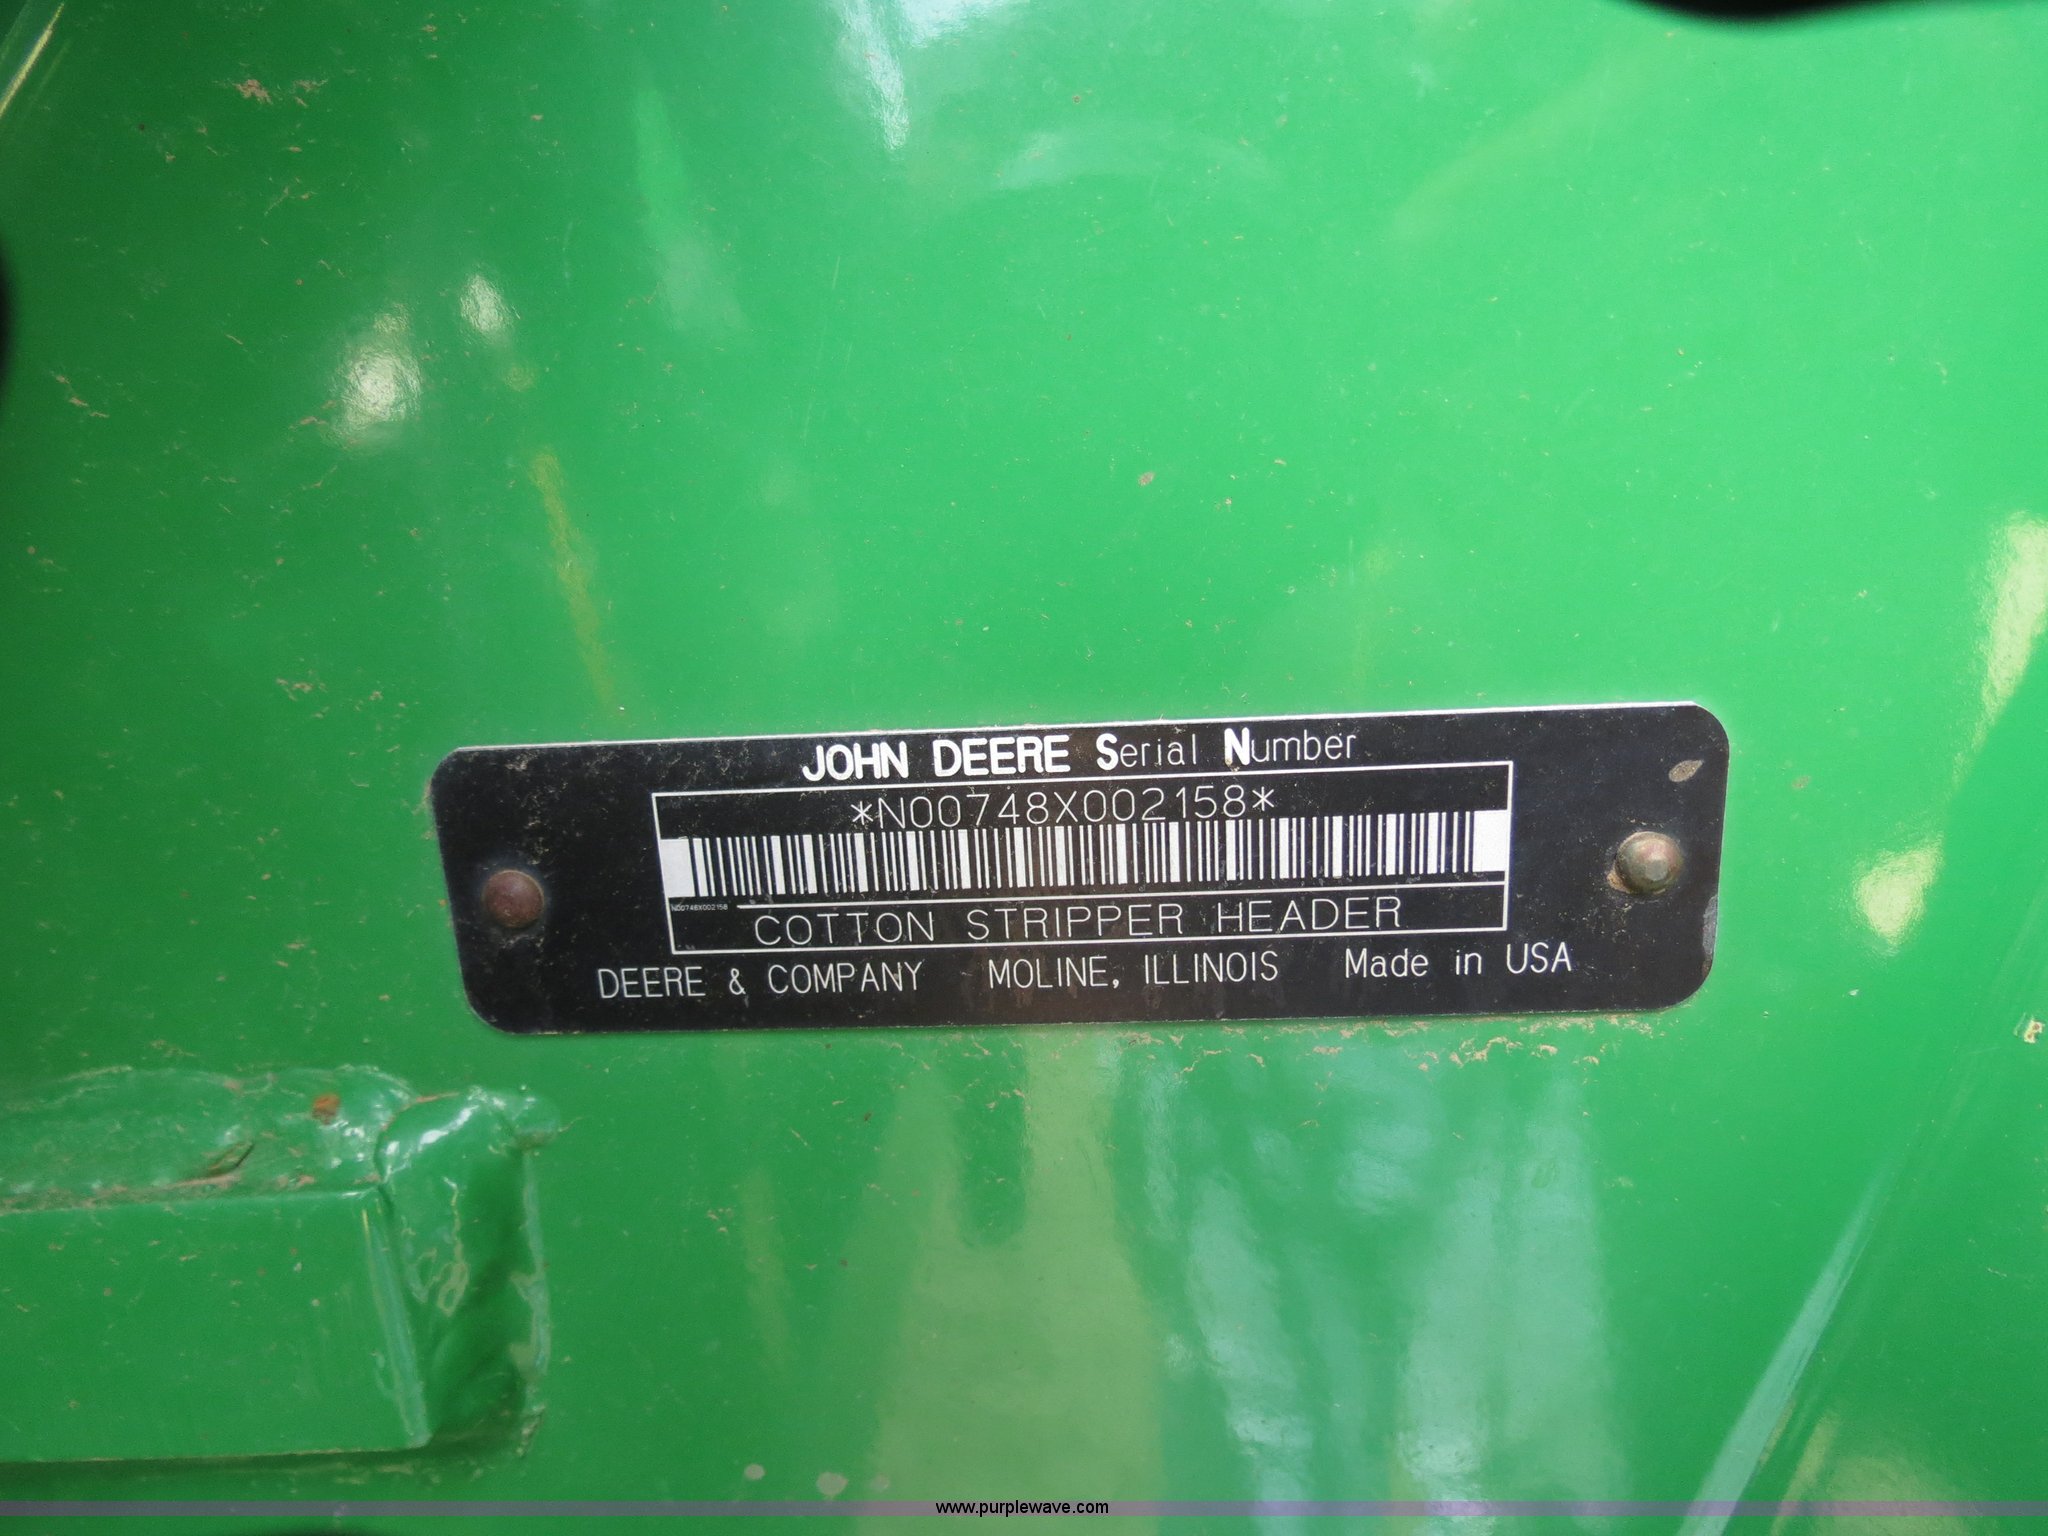 JOHN DEERE Serial Number
*N00748X002158*
N00748X002158
COTTON STRIPPER HEADER
DEERE & COMPANY MOLINE, ILLINOIS Made in USA
www.purplewave.com